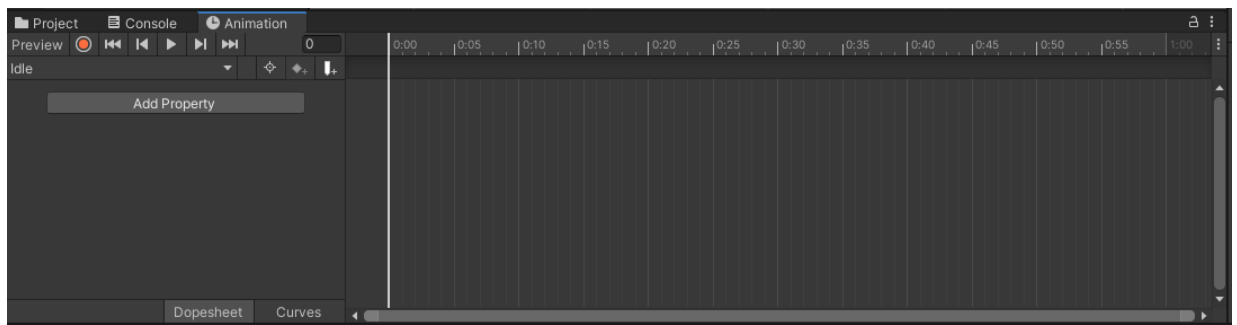 Project Console Animation
Preview 0 0:00 0:05 0:10 0:15 0:20 0:25 0:30 0:35 0:40 0:45 0:50 0:55 1:00
Idle
Add Property
Dopesheet Curves